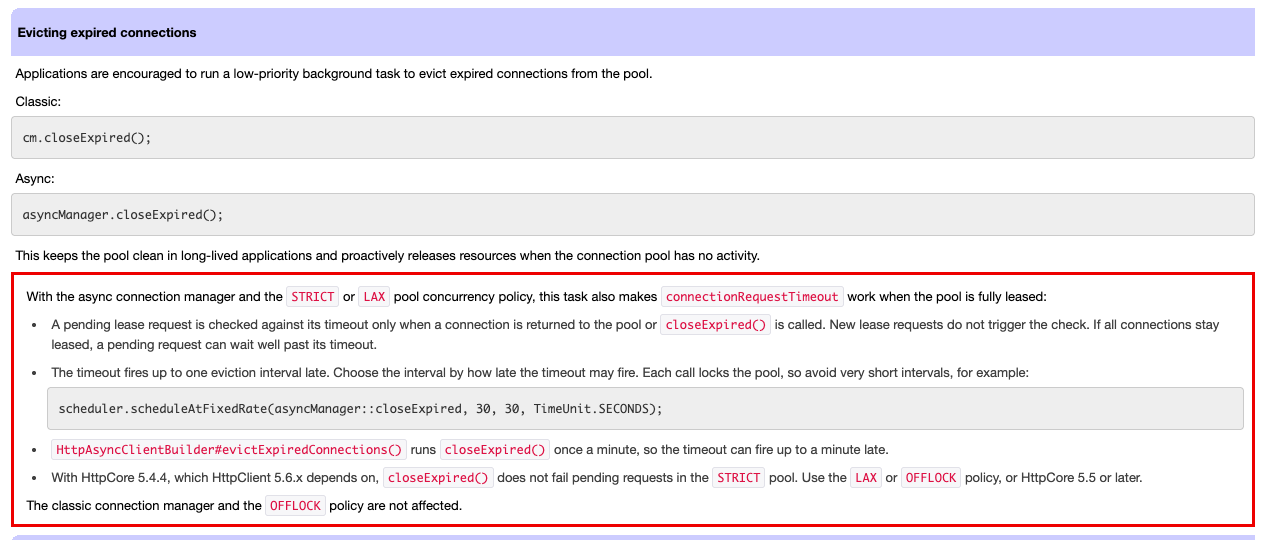 Evicting expired connections
Applications are encouraged to run a low-priority background task to evict expired connections from the pool.
Classic:
cm.closeExpired();
Async:
asyncManager.closeExpired();
This keeps the pool clean in long-lived applications and proactively releases resources when the connection pool has no activity.
With the async connection manager and the STRICT or LAX pool concurrency policy, this task also makes connectionRequestTimeout work when the pool is fully leased:
• A pending lease request is checked against its timeout only when a connection is returned to the pool or closeExpired() is called. New lease requests do not trigger the check. If all connections stay
leased, a pending request can wait well past its timeout.
• The timeout fires up to one eviction interval late. Choose the interval by how late the timeout may fire. Each call locks the pool, so avoid very short intervals, for example:
scheduler.scheduleAtFixedRate(asyncManager::closeExpired, 30, 30, TimeUnit.SECONDS);
• HttpAsyncClientBuilder#evictExpiredConnections() runs closeExpired() once a minute, so the timeout can fire up to a minute late.
• With HttpCore 5.4.4, which HttpClient 5.6.x depends on, closeExpired() does not fail pending requests in the STRICT pool. Use the LAX or OFFLOCK policy, or HttpCore 5.5 or later.
The classic connection manager and the OFFLOCK policy are not affected.